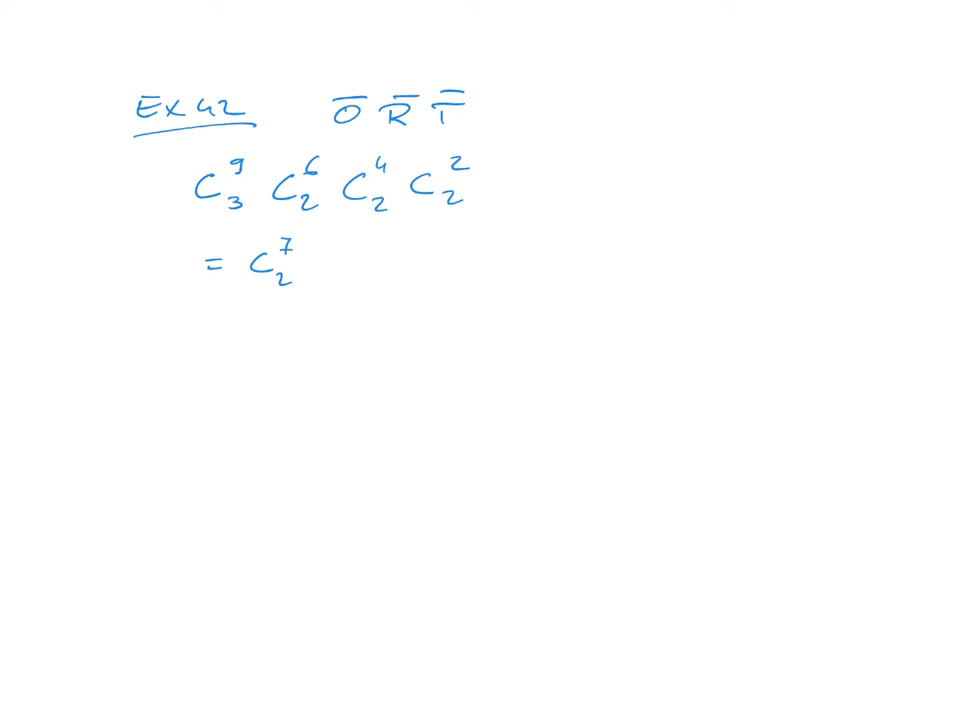 Ex 42 O̅ R̅ T̿
C₃⁹ C₂⁶ C₂⁴ C₂²
= C₂⁷